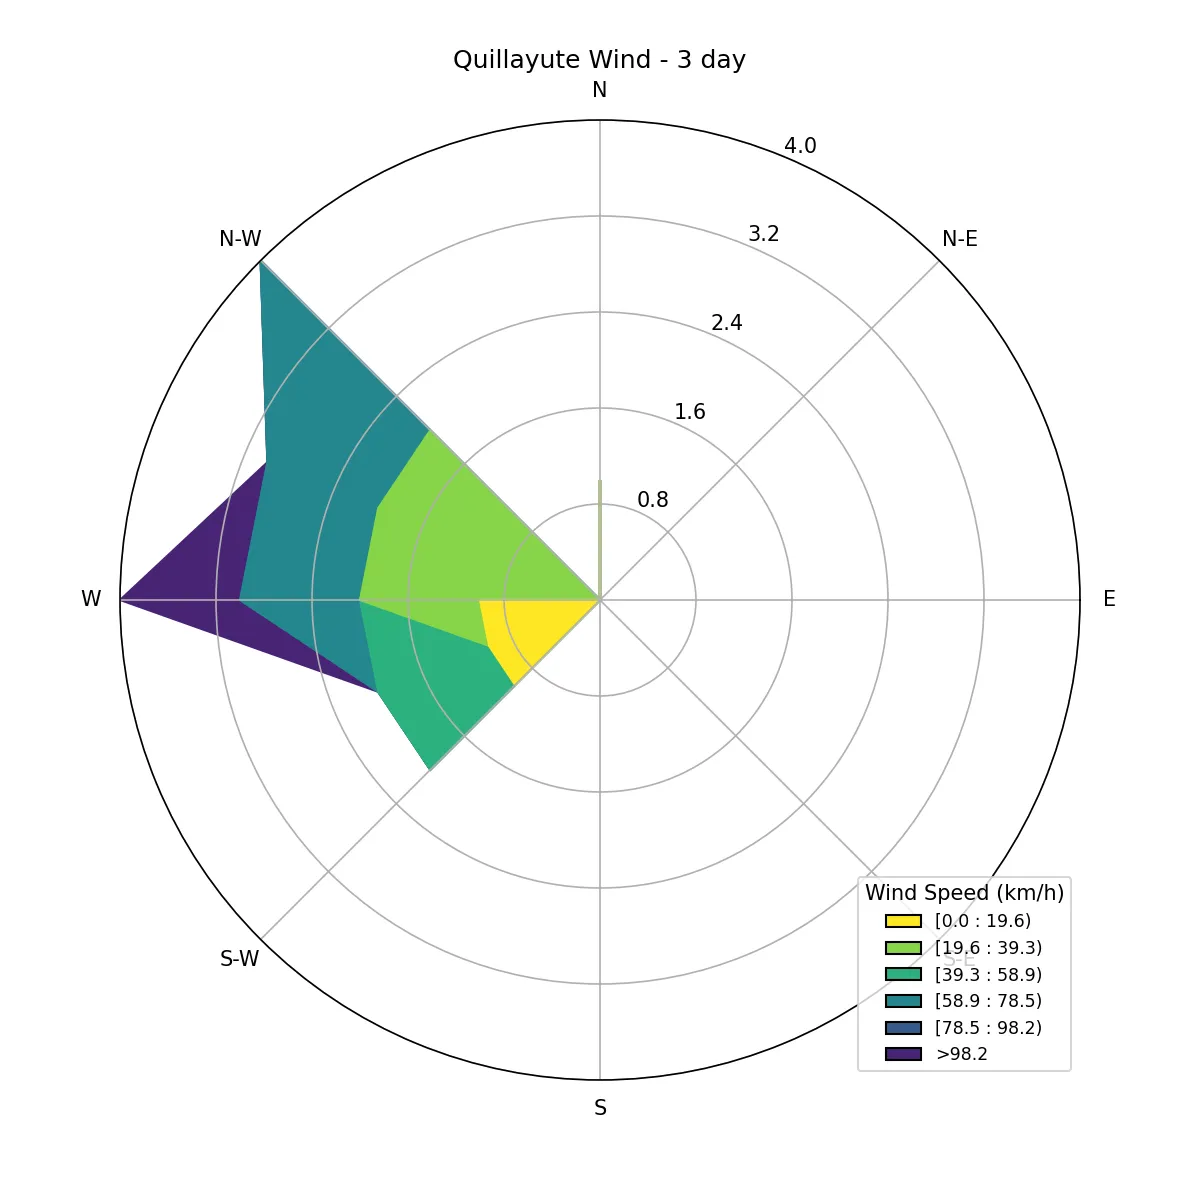 Quillayute Wind - 3 day
N
4.0
N-W
3.2
N-E
2.4
1.6
0.8
W
E
Wind Speed (km/h)
[0.0 : 19.6)
[19.6 : 39.3)
S-W
S-E
[39.3 : 58.9)
[58.9 : 78.5)
[78.5 : 98.2)
>98.2
S